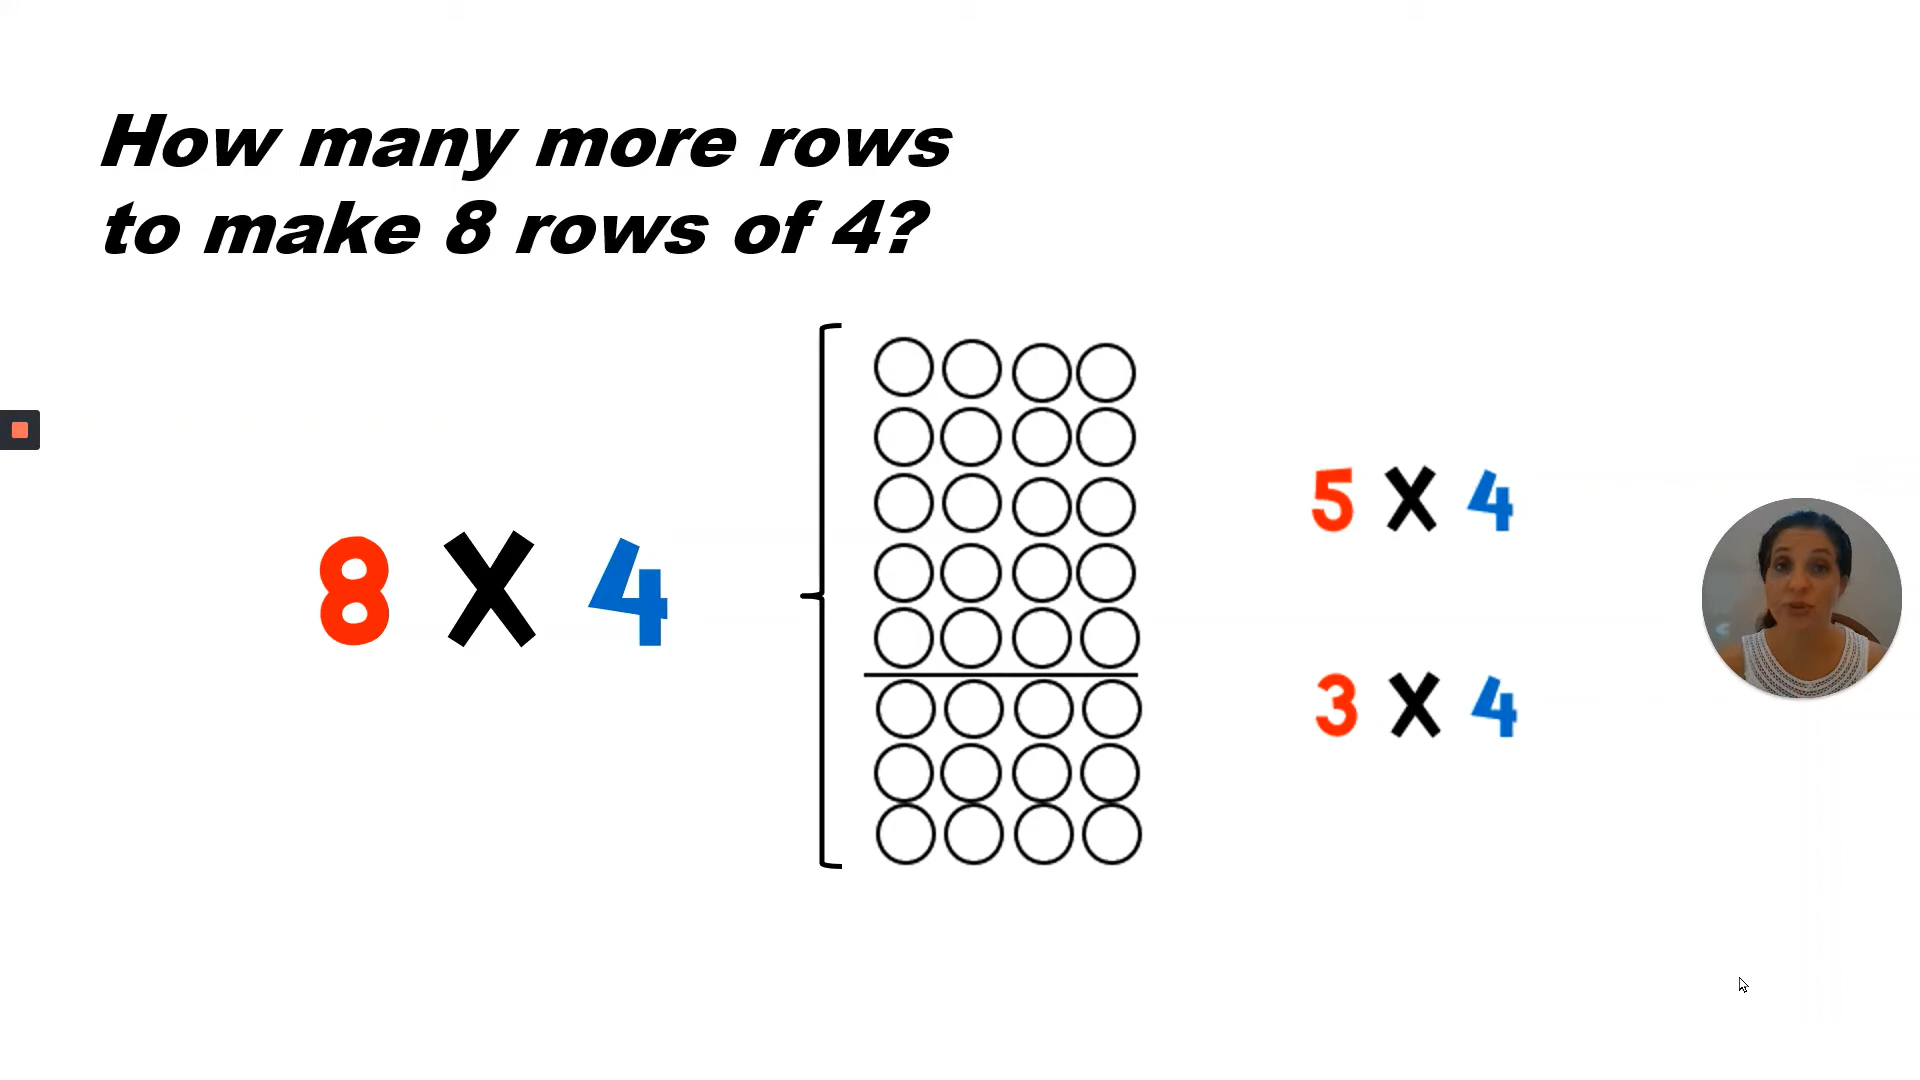 How many more rows
to make 8 rows of 4?
8 X 4
5 X 4
3 X 4